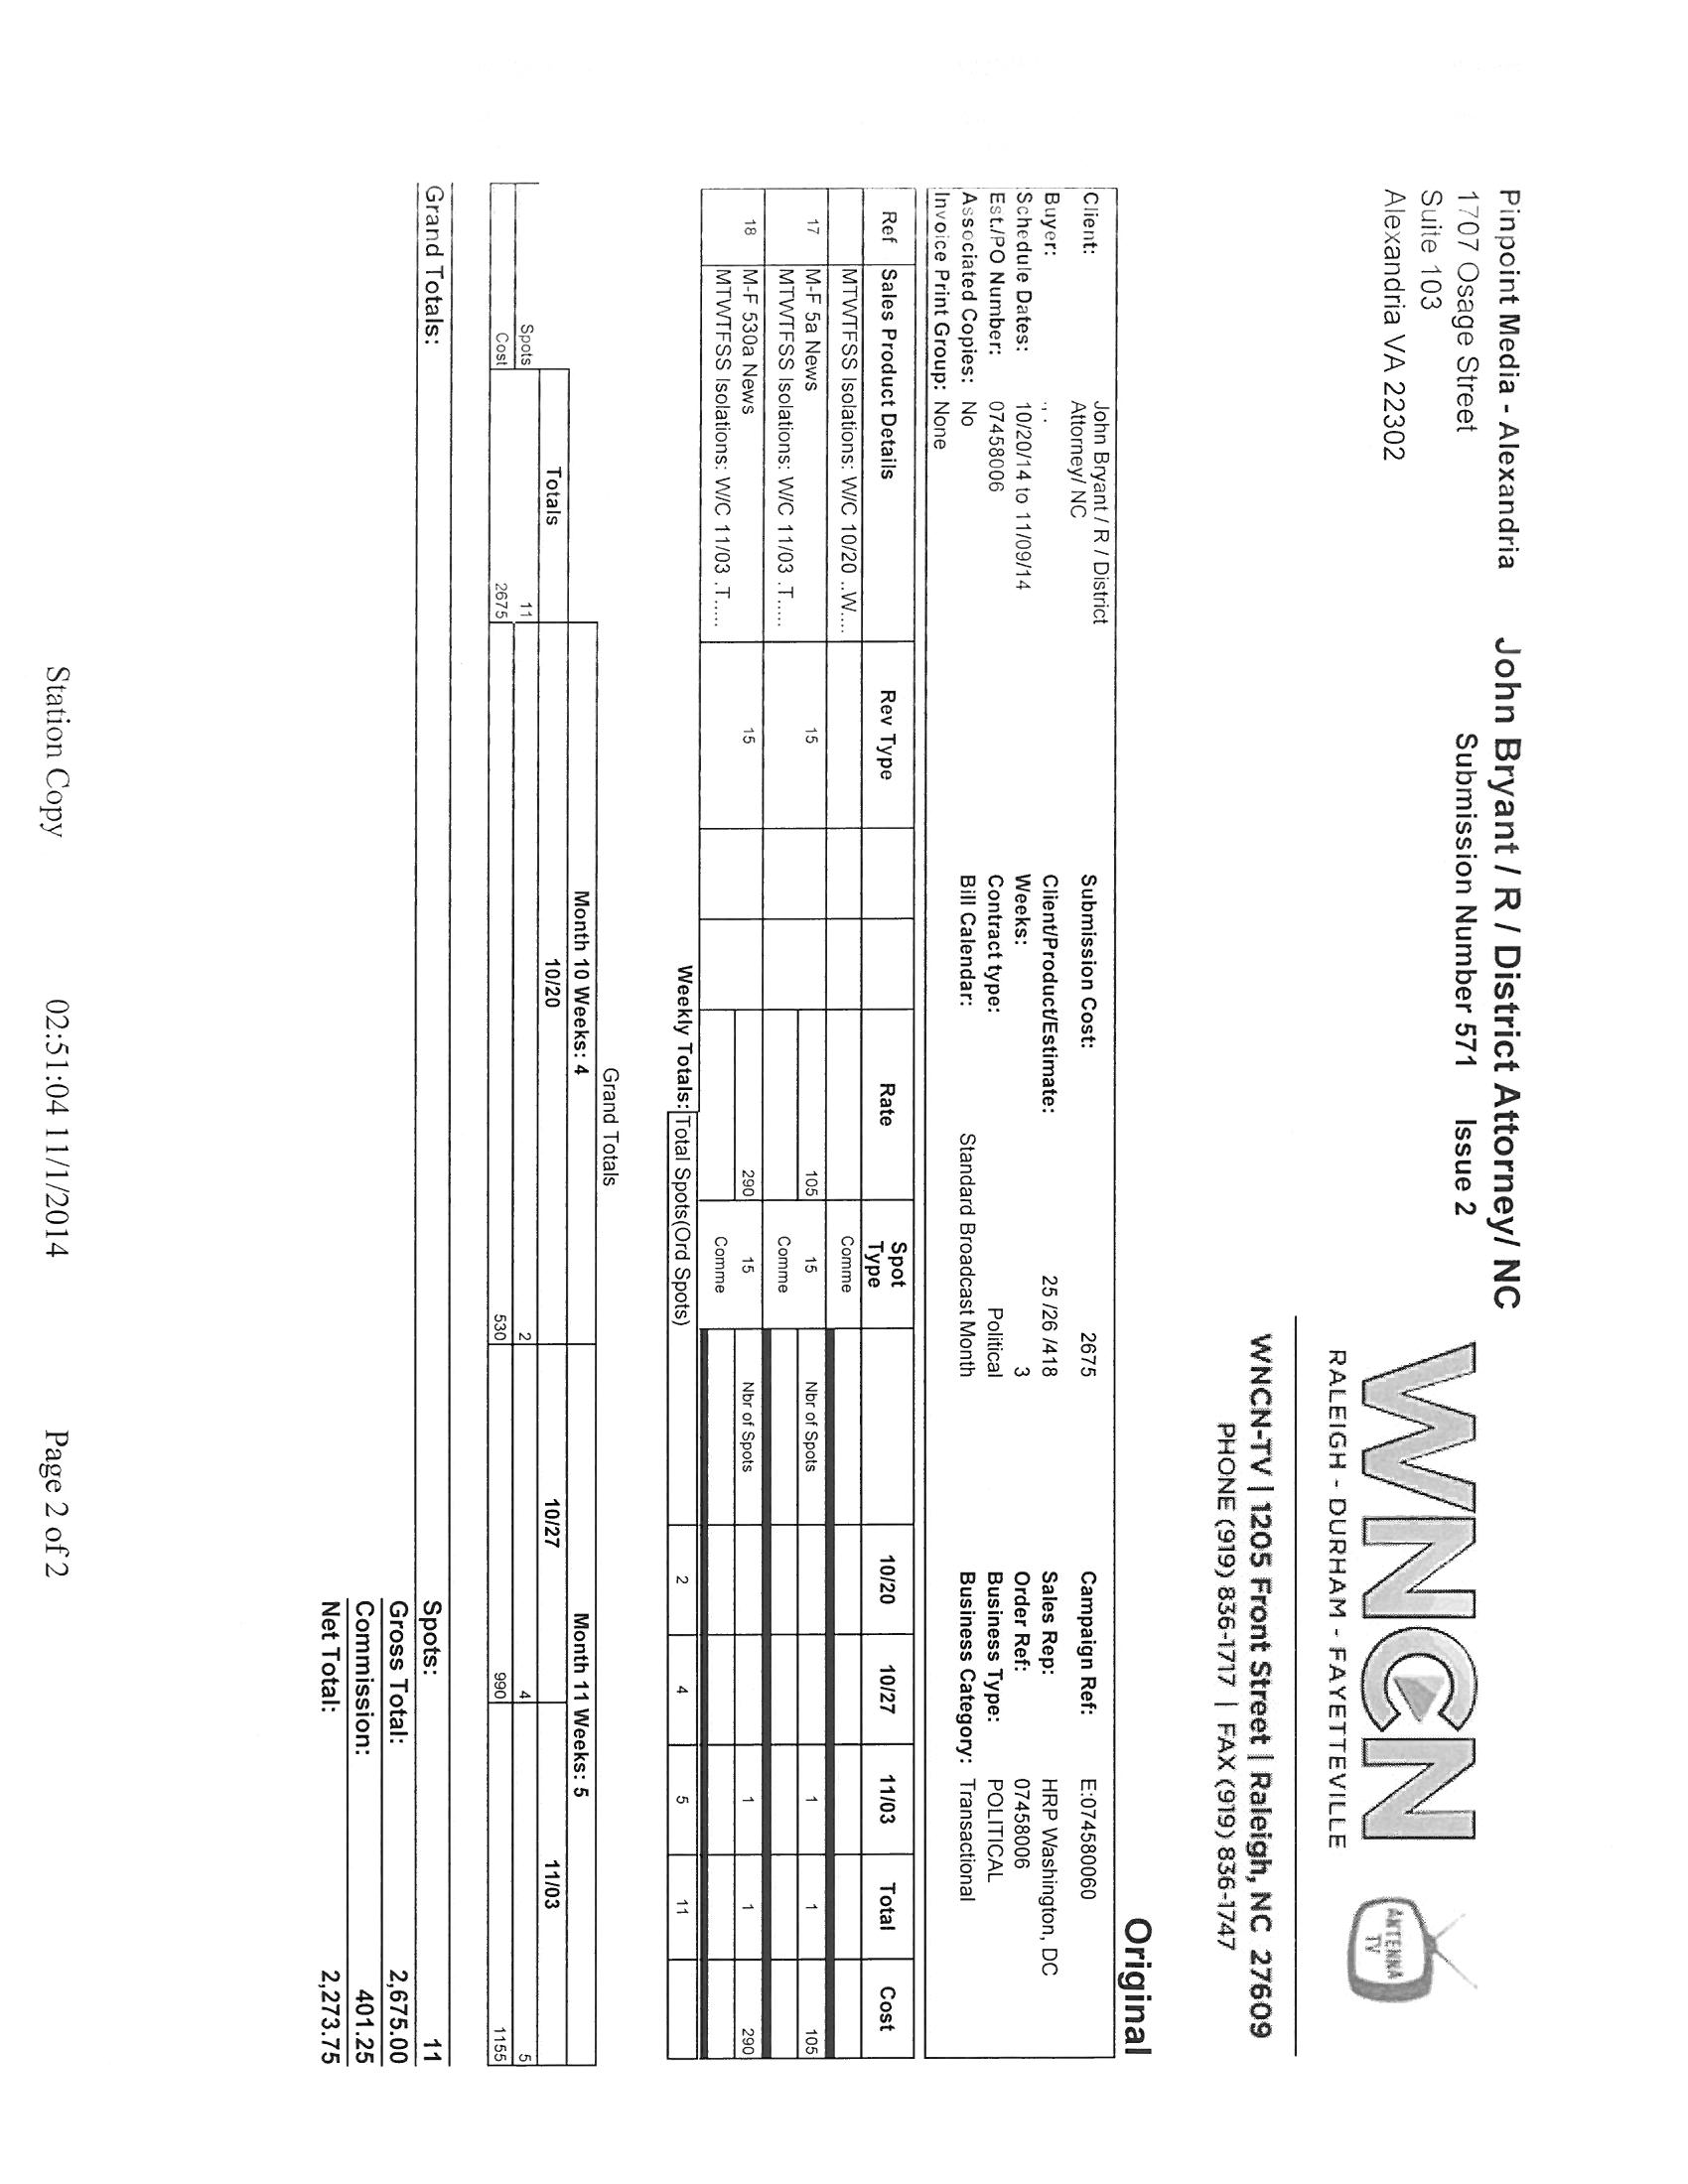 Pinpoint Media - Alexandria
1707 Osage Street
Suite 103
Alexandria VA 22302
John Bryant / R / District Attorney/ NC
Submission Number 571 Issue 2
WNCN
RALEIGH - DURHAM - FAYETTEVILLE
ANTENNA
TV
WNCN-TV | 1205 Front Street | Raleigh, NC 27609
PHONE (919) 836-1717 | FAX (919) 836-1747
Original
Client: John Bryant / R / District Submission Cost: 2675 Campaign Ref: E:074580060
Attorney/ NC
Buyer: ., . Client/Product/Estimate: 25 /26 /418 Sales Rep: HRP Washington, DC
Schedule Dates: 10/20/14 to 11/09/14 Weeks: 3 Order Ref: 07458006
Est./PO Number: 07458006 Contract type: Political Business Type: POLITICAL
Associated Copies: No Bill Calendar: Standard Broadcast Month Business Category: Transactional
Invoice Print Group: None
Ref Sales Product Details Rev Type Rate Spot Type 10/20 10/27 11/03 Total Cost
MTWTFSS Isolations: W/C 10/20 ..W.... Comme
17 M-F 5a News 15 105 15 Nbr of Spots 1 1 105
MTWTFSS Isolations: W/C 11/03 .T..... Comme
18 M-F 530a News 15 290 15 Nbr of Spots 1 1 290
MTWTFSS Isolations: W/C 11/03 .T..... Comme
Weekly Totals: Total Spots(Ord Spots) 2 4 5 11
Grand Totals
Month 10 Weeks: 4 Month 11 Weeks: 5
Totals 10/20 10/27 11/03
Spots 11 2 4 5
Cost 2675 530 990 1155
Grand Totals: Spots: 11
Gross Total: 2,675.00
Commission: 401.25
Net Total: 2,273.75
Station Copy 02:51:04 11/1/2014 Page 2 of 2